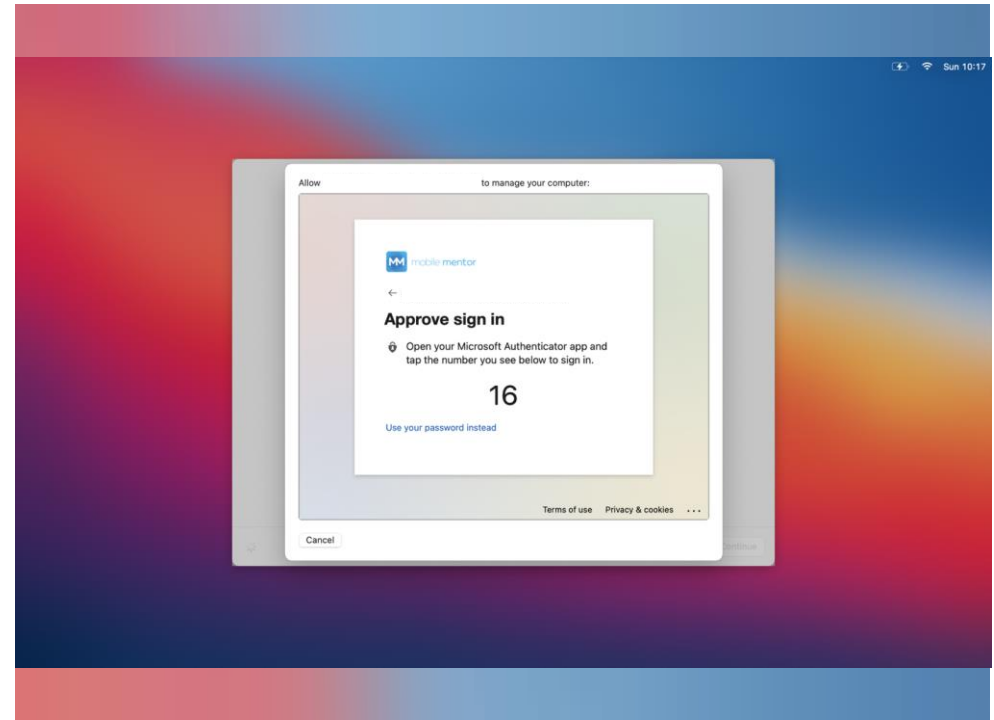 Sun 10:17
Allow to manage your computer:
MM mobile mentor
←
Approve sign in
Open your Microsoft Authenticator app and
tap the number you see below to sign in.
16
Use your password instead
Terms of use Privacy & cookies ...
Cancel
Continue